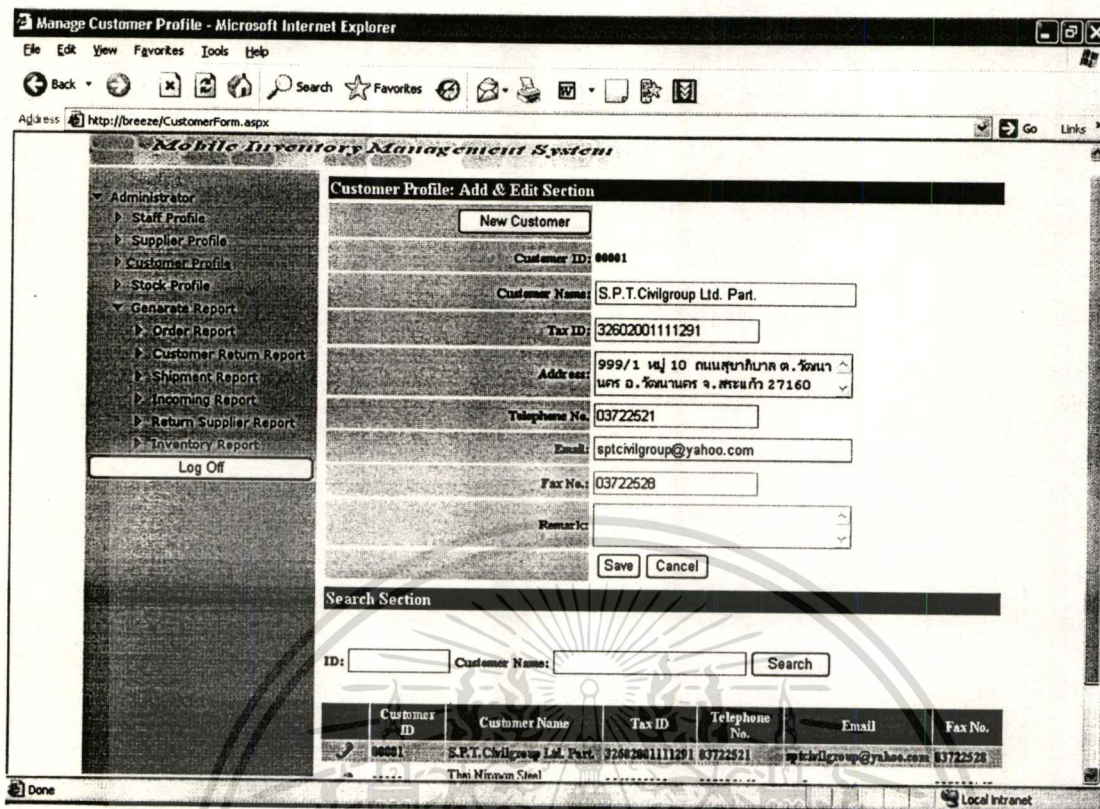 Manage Customer Profile - Microsoft Internet Explorer
File Edit View Favorites Tools Help
Back Search Favorites
Address http://breeze/CustomerForm.aspx Go Links
Mobile Inventory Management System
Administrator
Staff Profile
Supplier Profile
Customer Profile
Stock Profile
Genarate Report
Order Report
Customer Return Report
Shipment Report
Incoming Report
Return Supplier Report
Inventory Report
Log Off
Customer Profile: Add & Edit Section
New Customer
Customer ID: 00001
Customer Name: S.P.T.Civilgroup Ltd. Part.
Tax ID: 32602001111291
Address: 999/1 หมู่ 10 ถนนสุขาภิบาล ต.วัฒนา
นคร อ.วัฒนานคร จ.สระแก้ว 27160
Telephone No. 03722521
Email: sptcivilgroup@yahoo.com
Fax No.: 03722528
Remark:
Save Cancel
Search Section
ID: Customer Name: Search
Customer ID Customer Name Tax ID Telephone No. Email Fax No.
00001 S.P.T.Civilgroup Ltd. Part. 32602001111291 03722521 sptcivilgroup@yahoo.com 03722528
Thai Steel
Done Local intranet